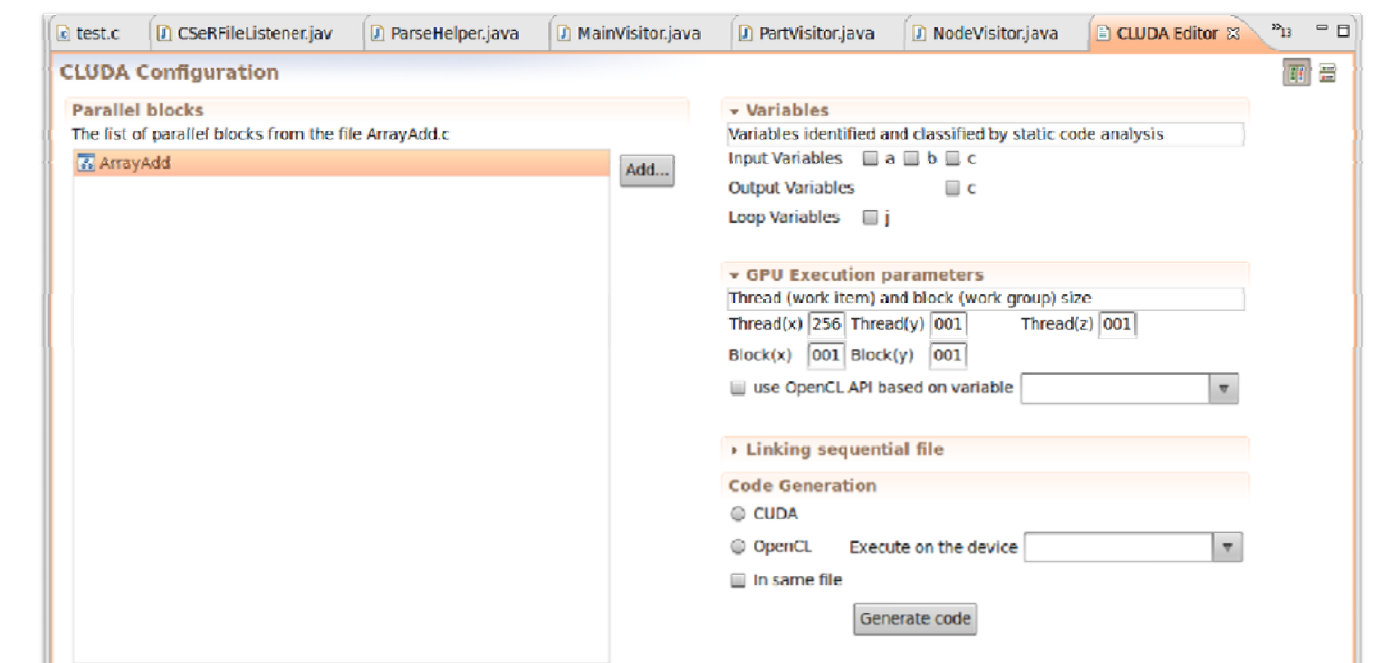 test.c CSeRFileListener.jav ParseHelper.java MainVisitor.java PartVisitor.java NodeVisitor.java CLUDA Editor »13
CLUDA Configuration
Parallel blocks
The list of parallel blocks from the file ArrayAdd.c
ArrayAdd
Add...
Variables
Variables identified and classified by static code analysis
Input Variables a b c
Output Variables c
Loop Variables j
GPU Execution parameters
Thread (work item) and block (work group) size
Thread(x) 256 Thread(y) 001 Thread(z) 001
Block(x) 001 Block(y) 001
use OpenCL API based on variable
Linking sequential file
Code Generation
CUDA
OpenCL Execute on the device
In same file
Generate code